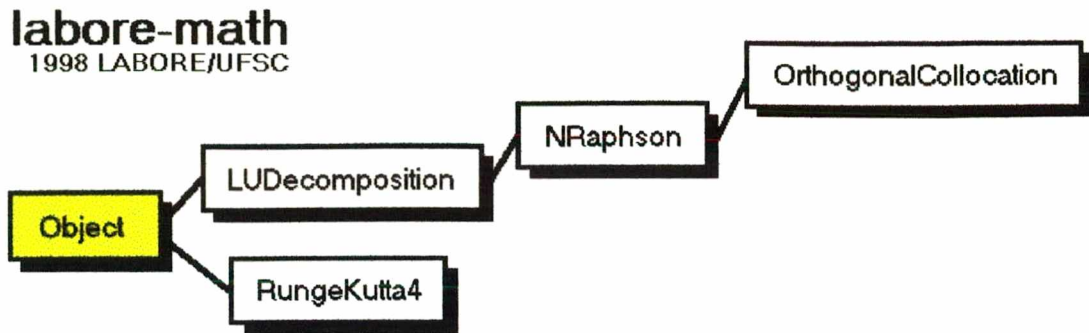 labore-math
1998 LABORE/UFSC
OrthogonalCollocation
NRaphson
LUDecomposition
Object
RungeKutta4